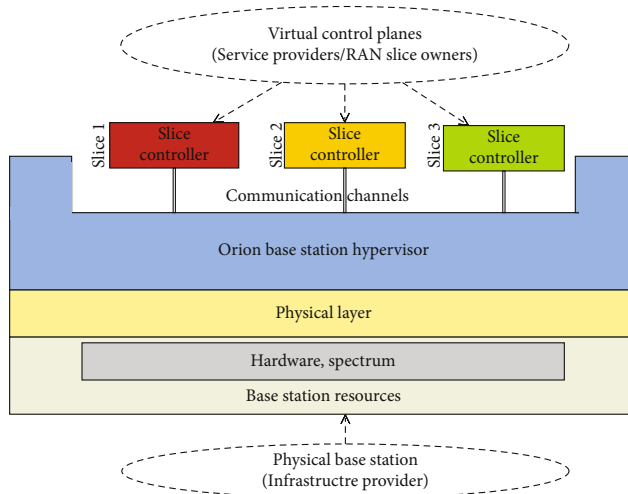 Virtual control planes
(Service providers/RAN slice owners)
Slice 1
Slice
controller
Slice 2
Slice
controller
Slice 3
Slice
controller
Communication channels
Orion base station hypervisor
Physical layer
Hardware, spectrum
Base station resources
Physical base station
(Infrastructre provider)